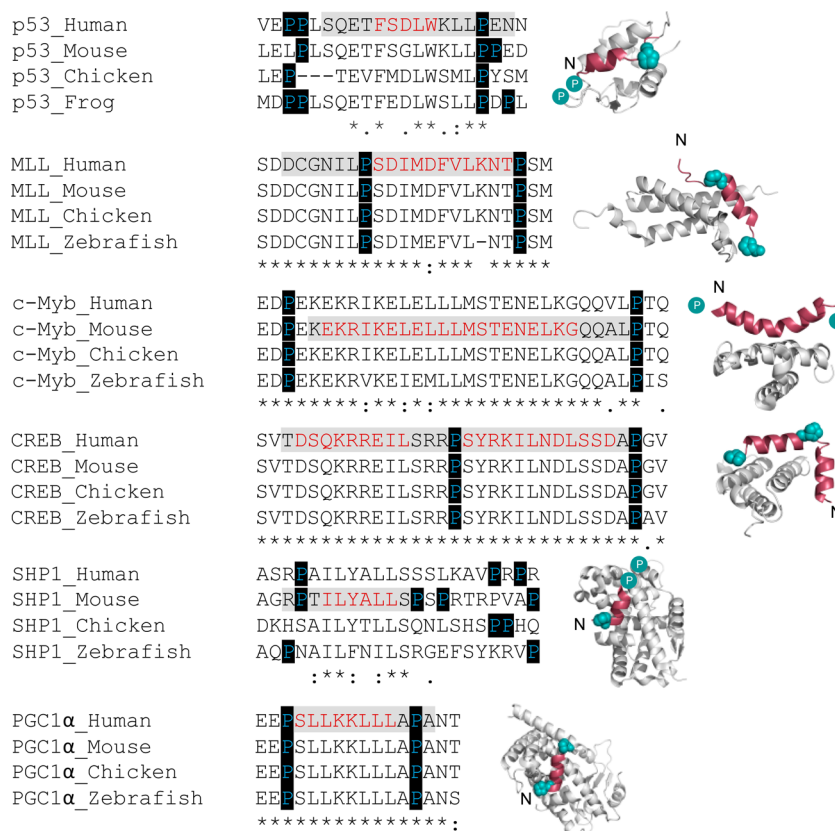 p53_Human VEPPLSQETFSDLWKLLPENN
p53_Mouse LELPLSQETFSGLWKLLPPED
p53_Chicken LEP---TEVFMDLWSMLPYSM
p53_Frog MDPPLSQETFEDLWSLLPDPL
*.* .**.:**
N
P
P
MLL_Human SDDCGNILPSDIMDFVLKNTPSM
MLL_Mouse SDDCGNILPSDIMDFVLKNTPSM
MLL_Chicken SDDCGNILPSDIMDFVLKNTPSM
MLL_Zebrafish SDDCGNILPSDIMEFVL-NTPSM
*************:*** *****
N
c-Myb_Human EDPEKEKRIKELELLLMSTENELKGQQVLPTQ
c-Myb_Mouse EDPEKEKRIKELELLLMSTENELKGQQALPTQ
c-Myb_Chicken EDPEKEKRIKELELLLMSTENELKGQQALPTQ
c-Myb_Zebrafish EDPEKEKRVKEIEMLLMSTENELKGQQALPIS
********:**:*:*************.** .
N
P
P
CREB_Human SVTDSQKRREILSRRPSYRKILNDLSSDAPGV
CREB_Mouse SVTDSQKRREILSRRPSYRKILNDLSSDAPGV
CREB_Chicken SVTDSQKRREILSRRPSYRKILNDLSSDAPGV
CREB_Zebrafish SVTDSQKRREILSRRPSYRKILNDLSSDAPAV
******************************.*
N
SHP1_Human ASRPAILYALLSSSLKAVPRPR
SHP1_Mouse AGRPTILYALLSPSPRTRPVAP
SHP1_Chicken DKHSAILYTLLSQNLSHSPPHQ
SHP1_Zebrafish AQPNAILFNILSRGEFSYKRVP
:**: :** .
P
P
N
PGC1α_Human EEPSLLKKLLLAPANT
PGC1α_Mouse EEPSLLKKLLLAPANT
PGC1α_Chicken EEPSLLKKLLLAPANT
PGC1α_Zebrafish EEPSLLKKLLLAPANS
***************:
N